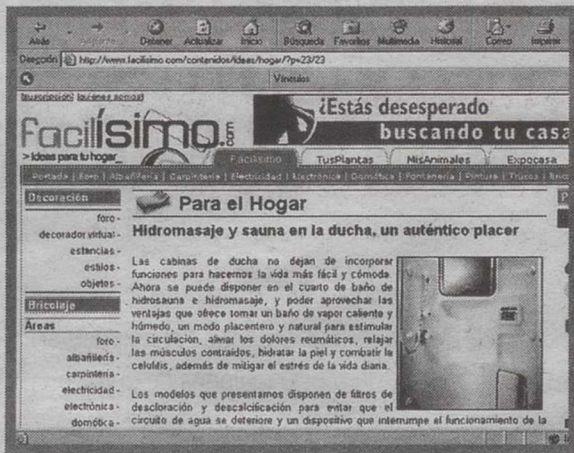 Atrás Detener Actualizar Inicio Búsqueda Favoritos Multimedia Historial Correo Imprimir
Dirección http://www.facilisimo.com/contenidos/ideas/hogar/?p=23/23
Vínculos
¿Estás desesperado
buscando tu casa
Facilísimo.com
> Ideas para tu hogar_
Facilísimo TusPlantas MisAnimales Expocasa
Portada | Foro | Albañilería | Carpintería | Electricidad | Electrónica | Domótica | Fontanería | Pintura | Trucos |
Decoración
foro -
decorador virtual -
estancias -
estilos -
objetos -
Bricolaje
Áreas
foro -
albañilería -
carpintería -
electricidad -
electrónica -
domótica -
Para el Hogar
Hidromasaje y sauna en la ducha, un auténtico placer
Las cabinas de ducha no dejan de incorporar
funciones para hacernos la vida más fácil y cómoda.
Ahora se puede disponer en el cuarto de baño de
hidrosauna e hidromasaje, y poder aprovechar las
ventajas que ofrece tomar un baño de vapor caliente y
húmedo, un modo placentero y natural para estimular
la circulación, aliviar los dolores reumáticos, relajar
las músculos contraídos, hidratar la piel y combatir la
celulitis, además de mitigar el estrés de la vida diaria.
Los modelos que presentamos disponen de filtros de
descloración y descalcificación para evitar que el
circuito de agua se deteriore y un dispositivo que interrumpe el funcionamiento de la